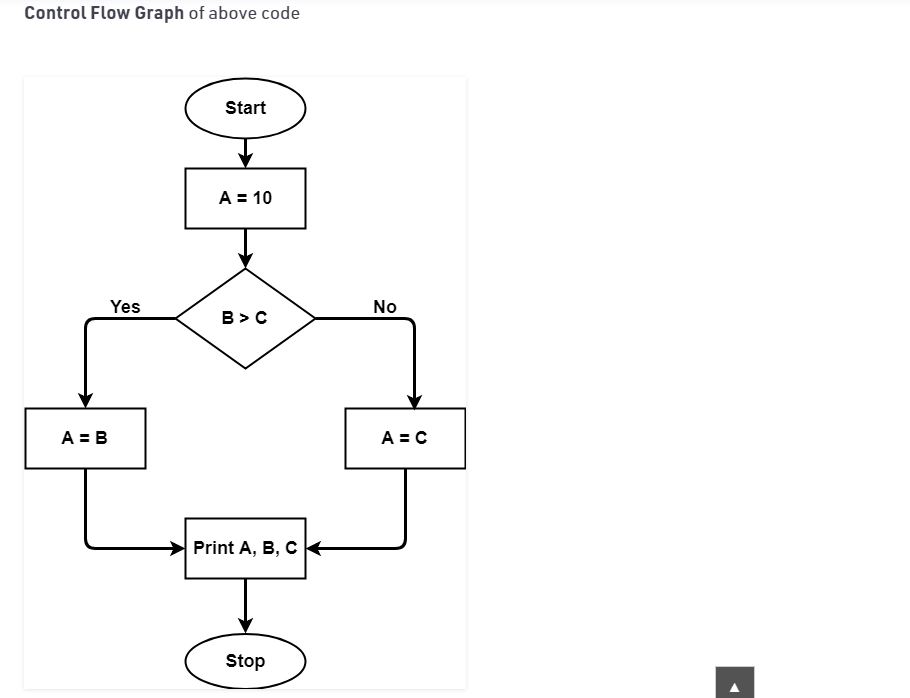 Control Flow Graph of above code
Start
A = 10
B > C
Yes
No
A = B
A = C
Print A, B, C
Stop